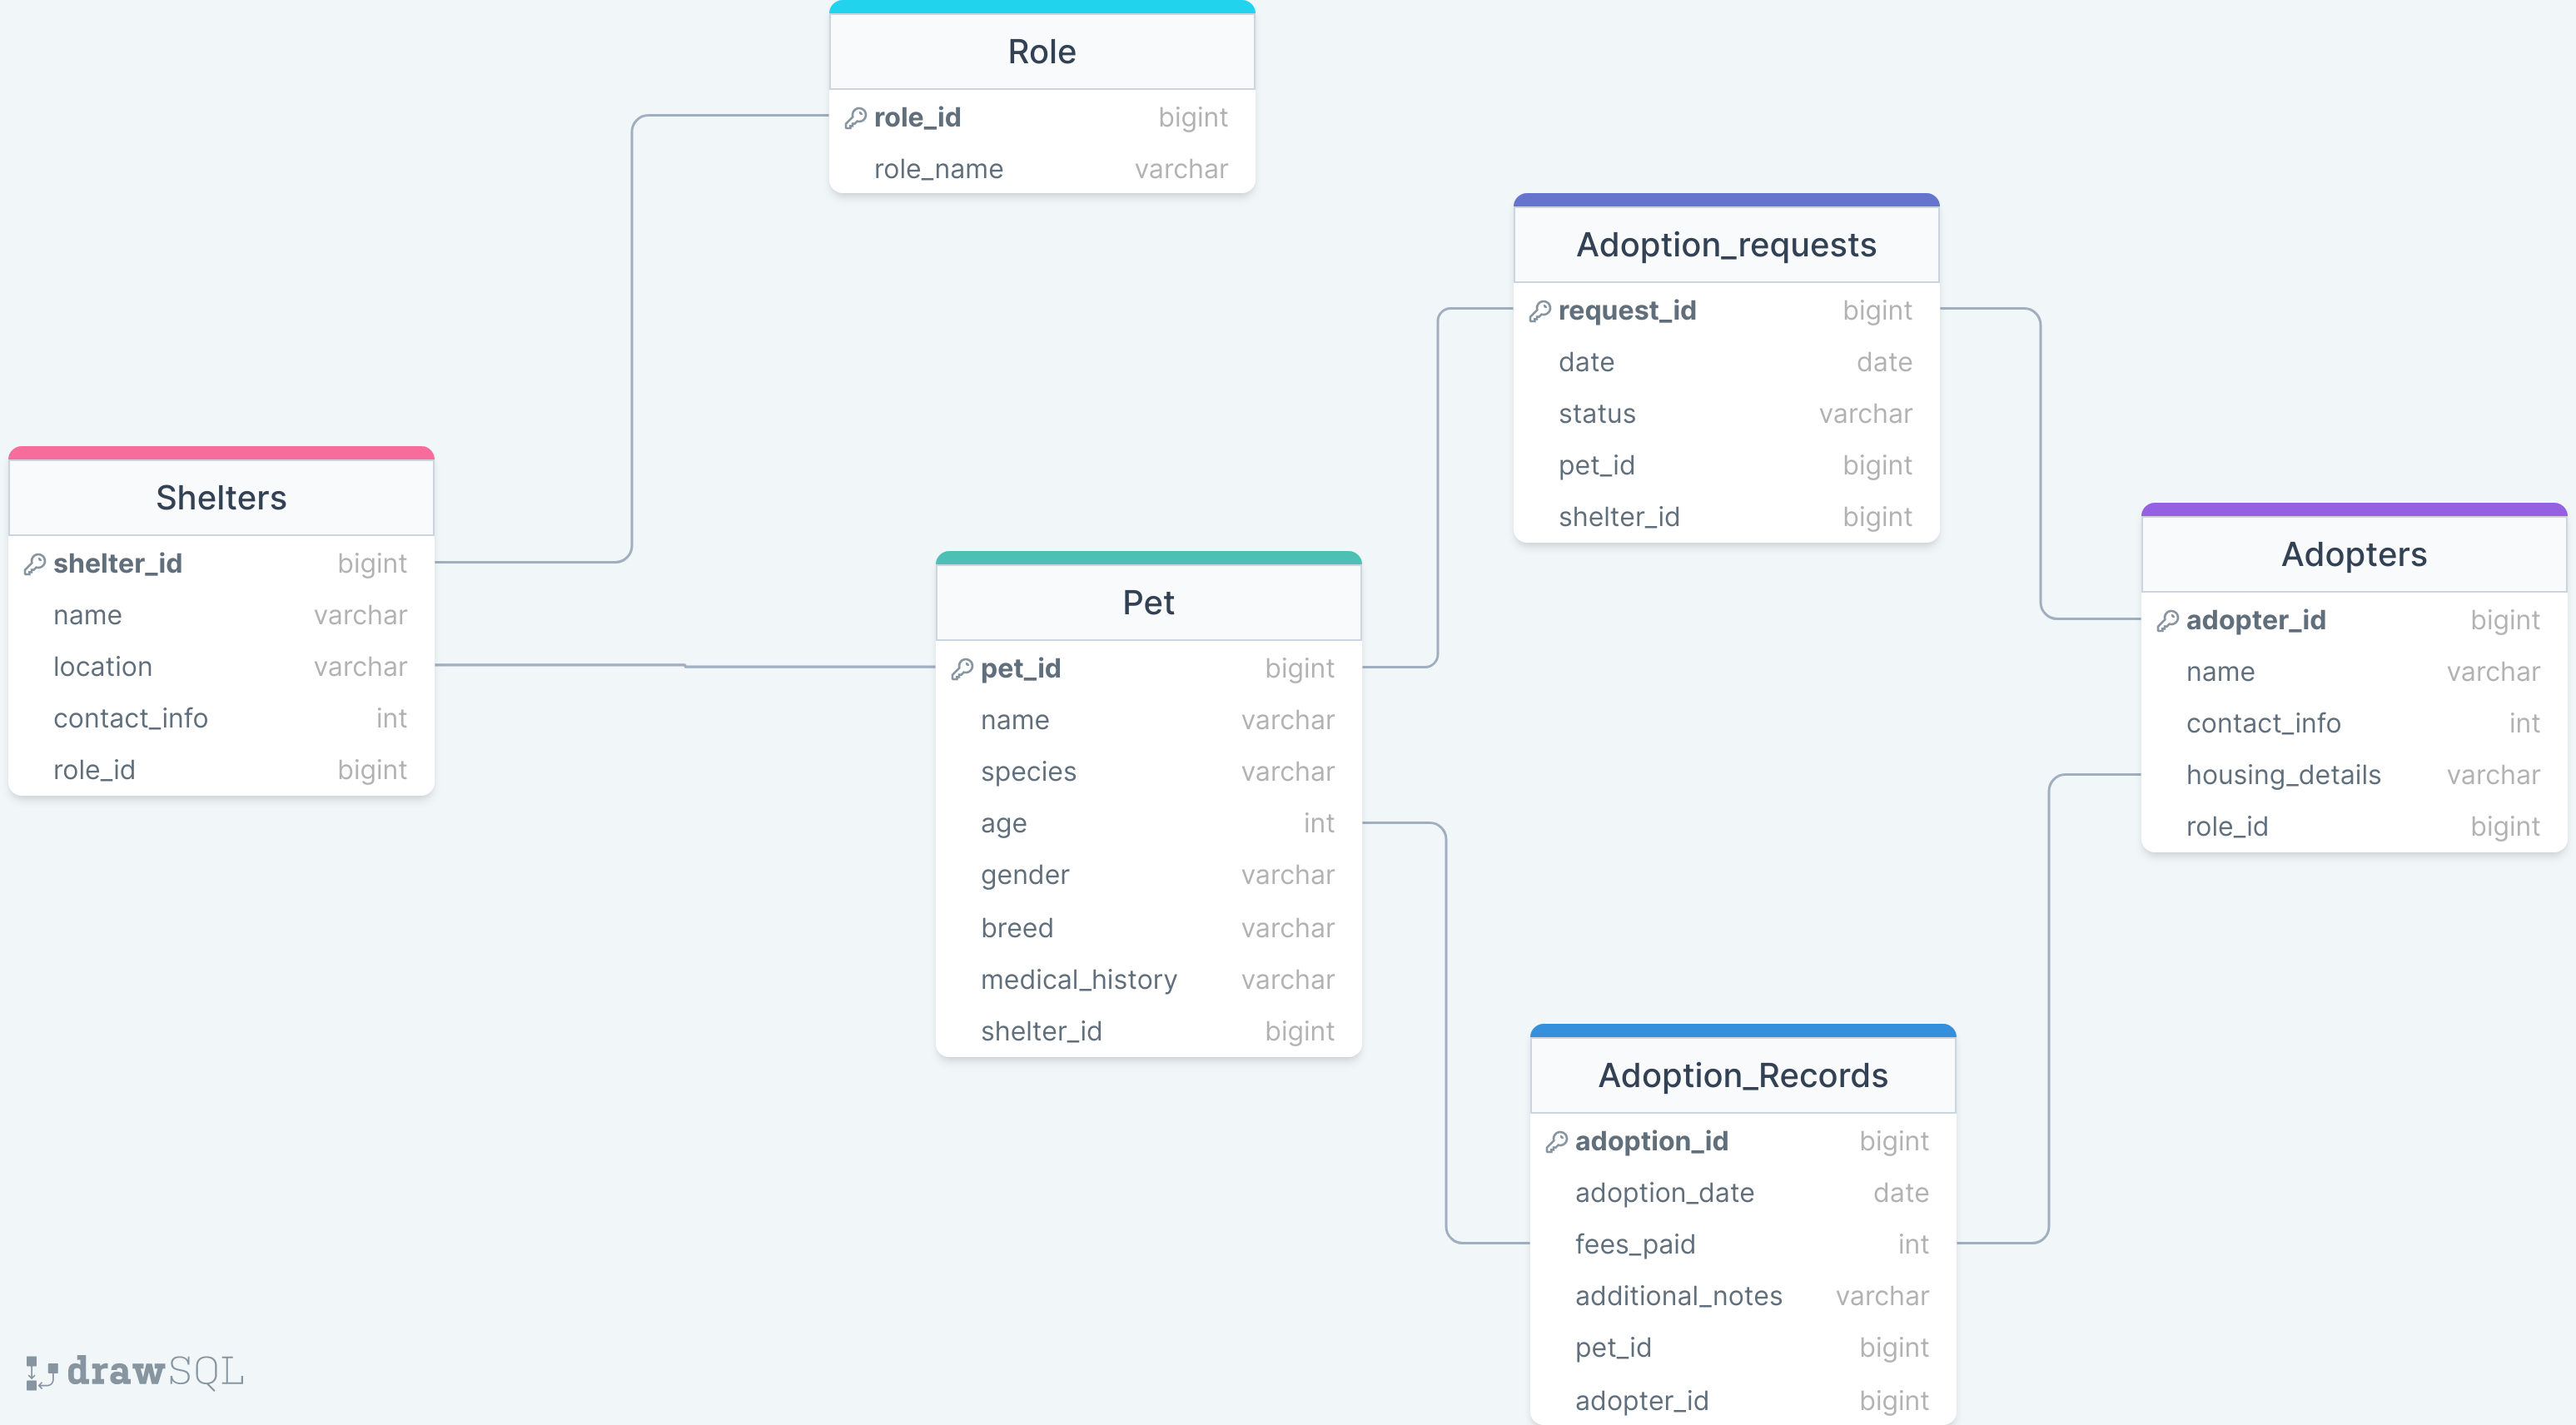 Role
role_id bigint
role_name varchar
Adoption_requests
request_id bigint
date date
status varchar
pet_id bigint
shelter_id bigint
Shelters
shelter_id bigint
name varchar
location varchar
contact_info int
role_id bigint
Pet
pet_id bigint
name varchar
species varchar
age int
gender varchar
breed varchar
medical_history varchar
shelter_id bigint
Adopters
adopter_id bigint
name varchar
contact_info int
housing_details varchar
role_id bigint
Adoption_Records
adoption_id bigint
adoption_date date
fees_paid int
additional_notes varchar
pet_id bigint
adopter_id bigint
drawSQL